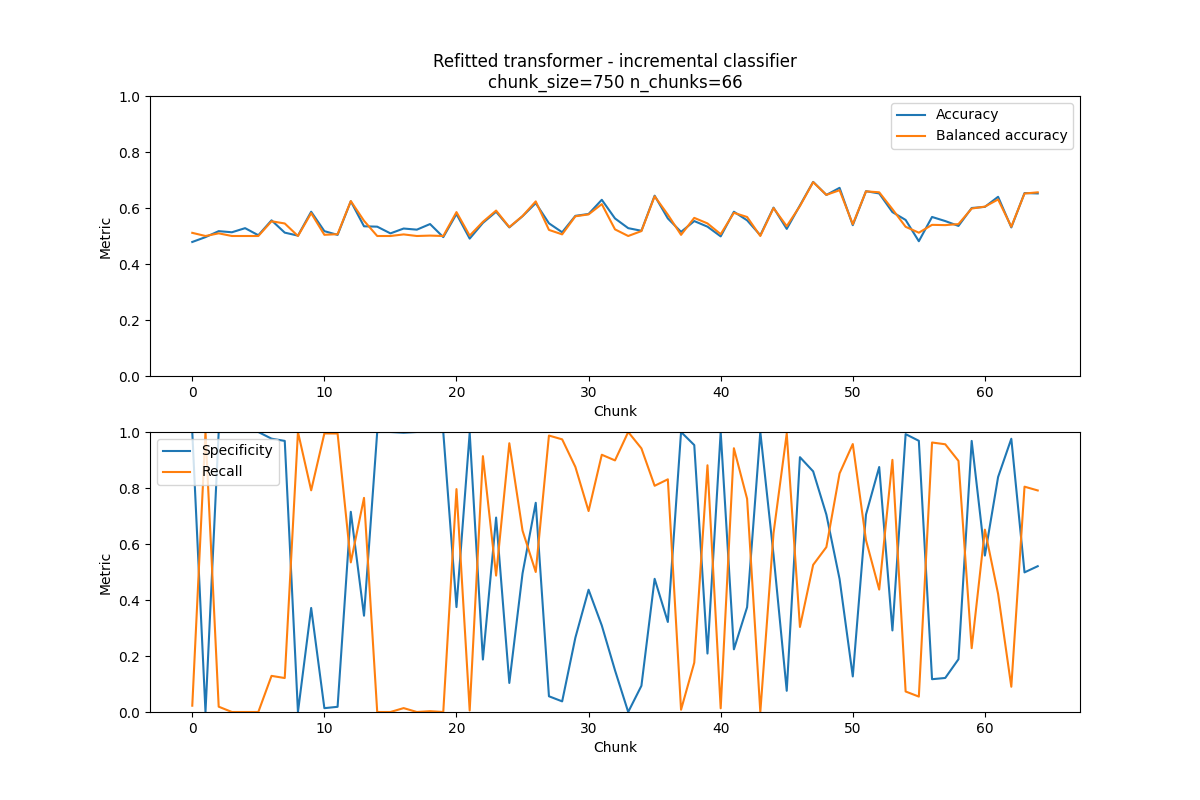 Refitted transformer - incremental classifier
chunk_size=750 n_chunks=66
1.0
0.8
0.6
0.4
0.2
0.0
Metric
Accuracy
Balanced accuracy
0 10 20 30 40 50 60
Chunk
1.0
0.8
0.6
0.4
0.2
0.0
Metric
Specificity
Recall
0 10 20 30 40 50 60
Chunk